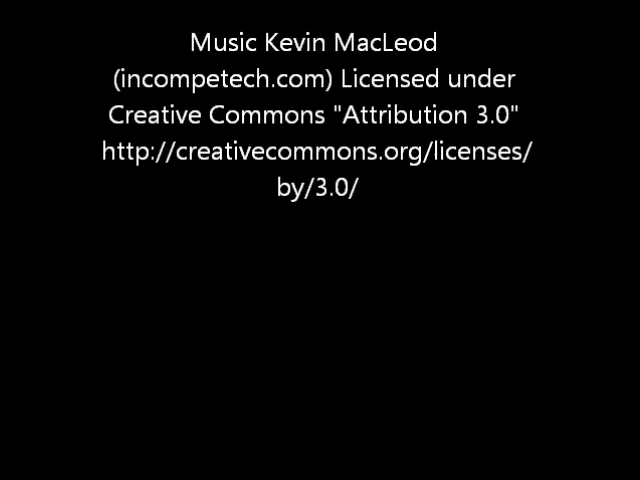 Music Kevin MacLeod
(incompetech.com) Licensed under
Creative Commons "Attribution 3.0"
http://creativecommons.org/licenses/
by/3.0/